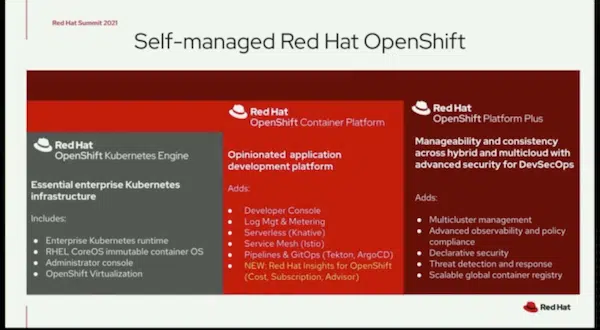 Red Hat Summit 2021
Self-managed Red Hat OpenShift
Red Hat
OpenShift Kubernetes Engine
Essential enterprise Kubernetes
infrastructure
Includes:
• Enterprise Kubernetes runtime
• RHEL CoreOS immutable container OS
• Administrator console
• OpenShift Virtualization
Red Hat
OpenShift Container Platform
Opinionated application
development platform
Adds:
• Developer Console
• Log Mgt & Metering
• Serverless (Knative)
• Service Mesh (Istio)
• Pipelines & GitOps (Tekton, ArgoCD)
• NEW: Red Hat Insights for OpenShift
(Cost, Subscription, Advisor)
Red Hat
OpenShift Platform Plus
Manageability and consistency
across hybrid and multicloud with
advanced security for DevSecOps
Adds:
• Multicluster management
• Advanced observability and policy
compliance
• Declarative security
• Threat detection and response
• Scalable global container registry
Red Hat